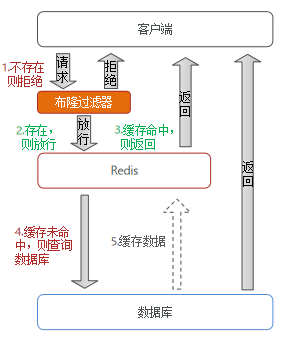 客户端
1.不存在
则拒绝
请求
拒绝
布隆过滤器
返回
2.存在,
则放行
放行
3.缓存命中,
则返回
Redis
返回
4.缓存未命
中，则查询
数据库
5.缓存数据
数据库